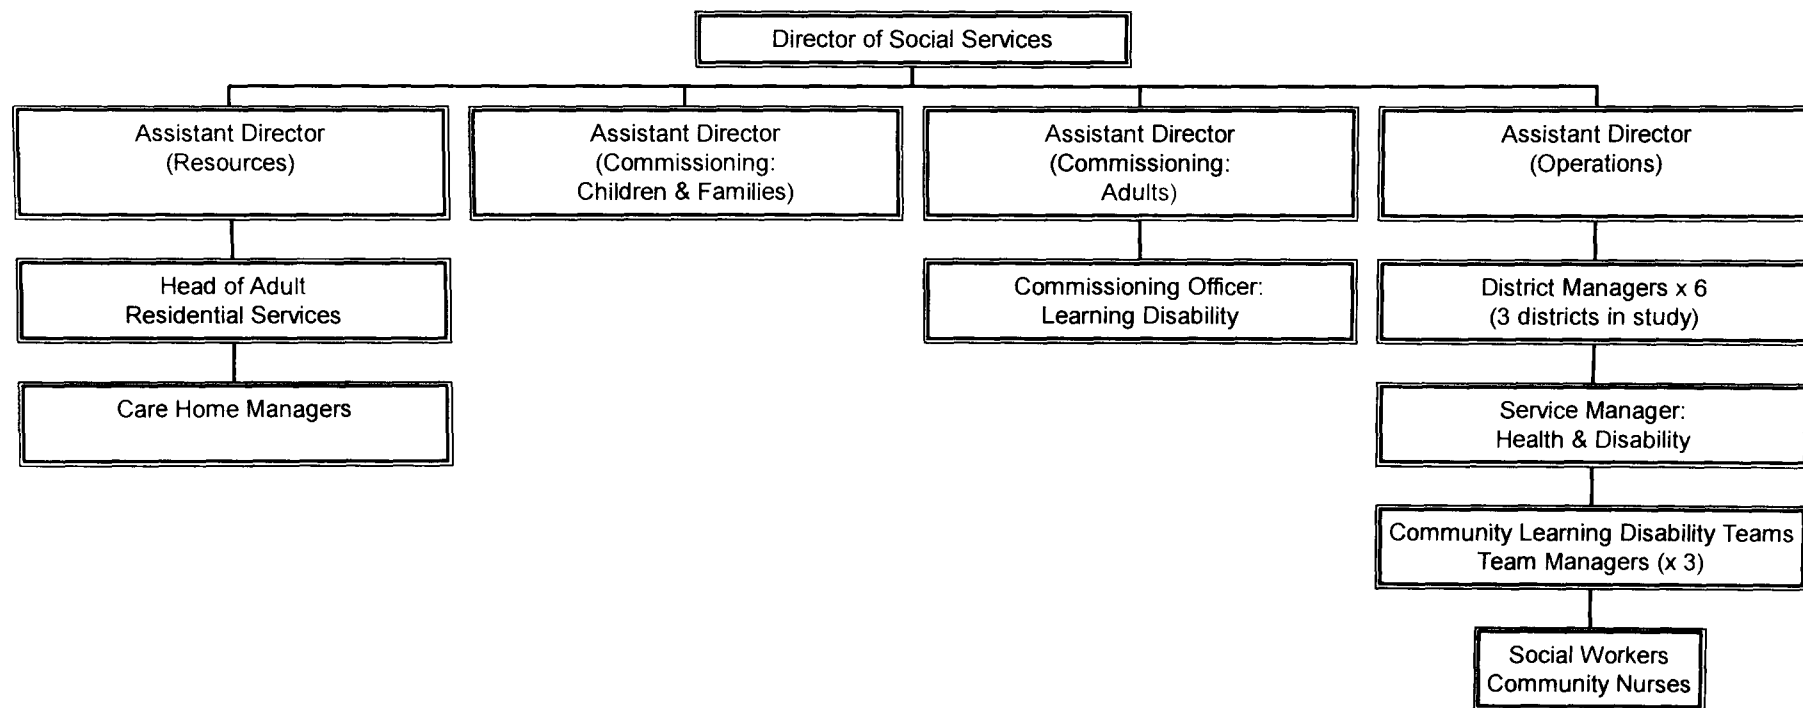 Director of Social Services
Assistant Director
(Resources)
Assistant Director
(Commissioning:
Children & Families)
Assistant Director
(Commissioning:
Adults)
Assistant Director
(Operations)
Head of Adult
Residential Services
Commissioning Officer:
Learning Disability
District Managers x 6
(3 districts in study)
Care Home Managers
Service Manager:
Health & Disability
Community Learning Disability Teams
Team Managers (x 3)
Social Workers
Community Nurses